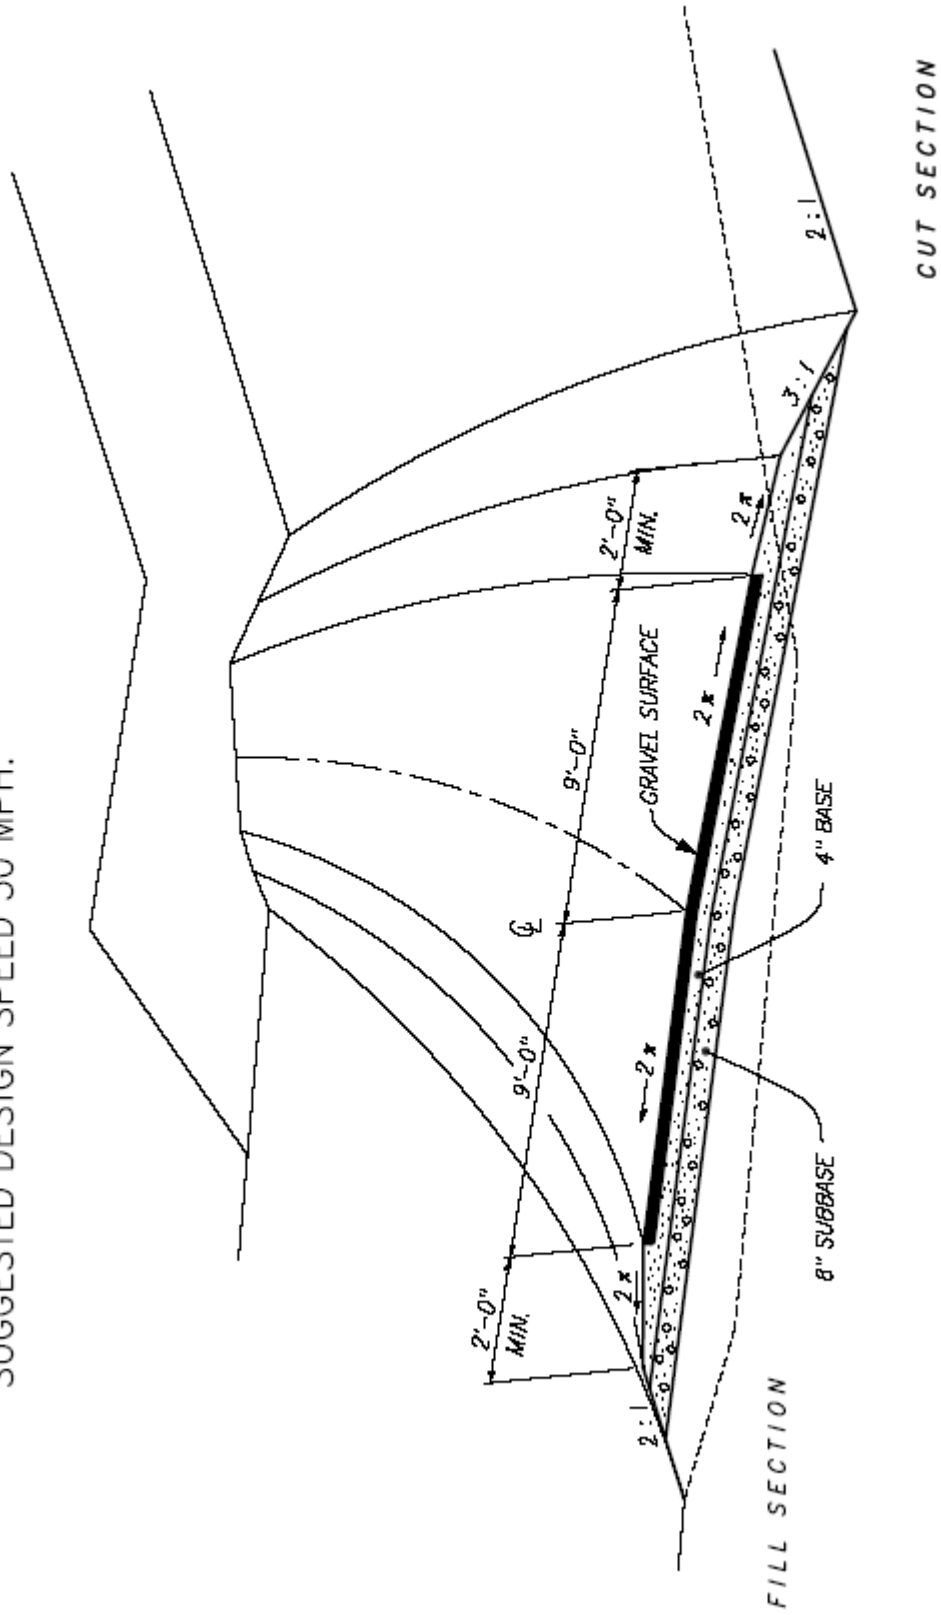 SUGGESTED DESIGN SPEED 30 MPH.
2'-0"
MIN.
9'-0"
℄
9'-0"
2'-0"
MIN.
GRAVEL SURFACE
2 %
2 %
2 %
2 %
2:1
3:1
2:1
8" SUBBASE
4" BASE
FILL SECTION
CUT SECTION